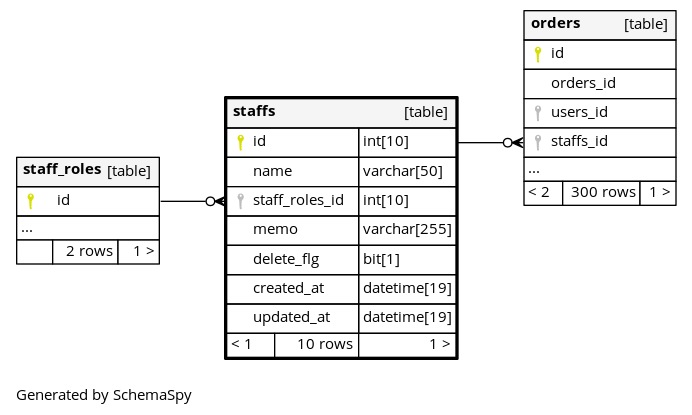 staff_roles [table]
id
...
2 rows 1 >
staffs [table]
id int[10]
name varchar[50]
staff_roles_id int[10]
memo varchar[255]
delete_flg bit[1]
created_at datetime[19]
updated_at datetime[19]
< 1 10 rows 1 >
orders [table]
id
orders_id
users_id
staffs_id
...
< 2 300 rows 1 >
Generated by SchemaSpy